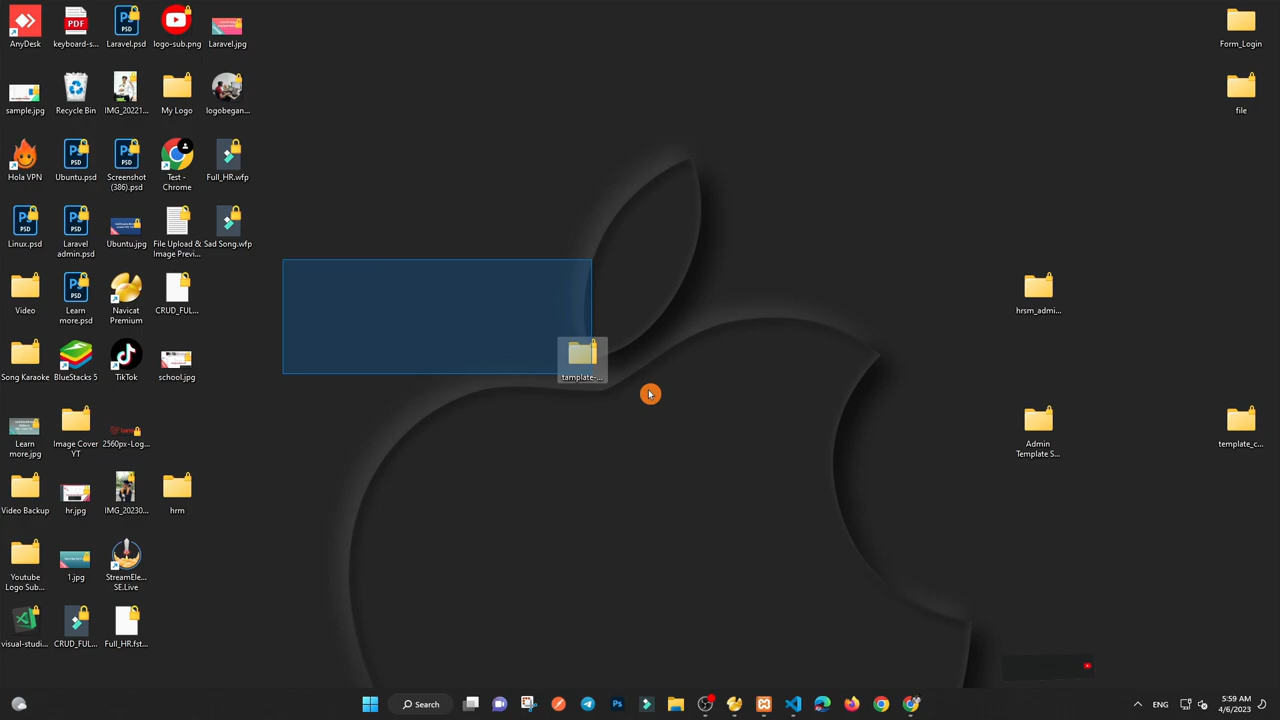 AnyDesk
keyboard-s...
Laravel.psd
logo-sub.png
Laravel.jpg
Form_Login
sample.jpg
Recycle Bin
IMG_20221...
My Logo
logobegan...
file
Hola VPN
Ubuntu.psd
Screenshot
(386).psd
Test -
Chrome
Full_HR.wfp
Linux.psd
Laravel
admin.psd
Ubuntu.jpg
File Upload &
Image Previ...
Sad Song.wfp
Video
Learn
more.psd
Navicat
Premium
CRUD_FUL...
hrsm_admi...
Song Karaoke
BlueStacks 5
TikTok
school.jpg
tamplate-...
Learn
more.jpg
Image Cover
YT
2560px-Log...
Admin
Template S...
template_c...
Video Backup
hr.jpg
IMG_20230...
hrm
Youtube
Logo Sub...
1.jpg
StreamEle...
SE.Live
visual-studi...
CRUD_FUL...
Full_HR.fst...
Search
ENG
5:59 AM
4/6/2023